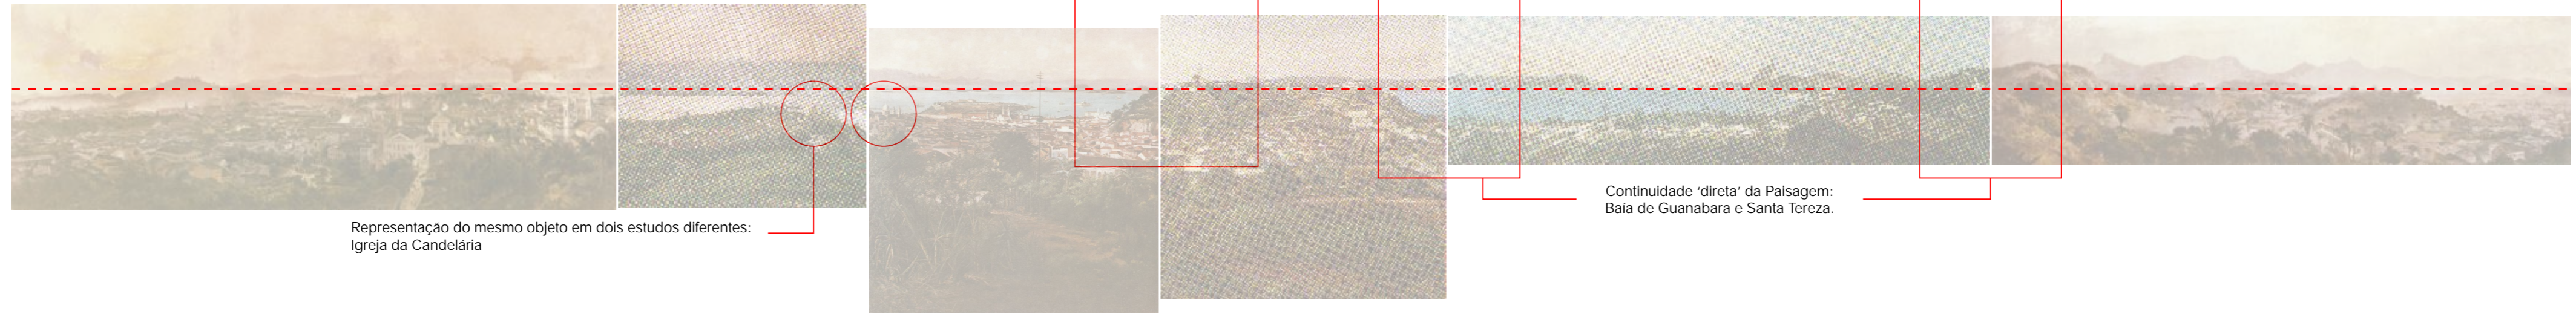 Representação do mesmo objeto em dois estudos diferentes:
Igreja da Candelária
Continuidade ‘direta’ da Paisagem:
Baía de Guanabara e Santa Tereza.